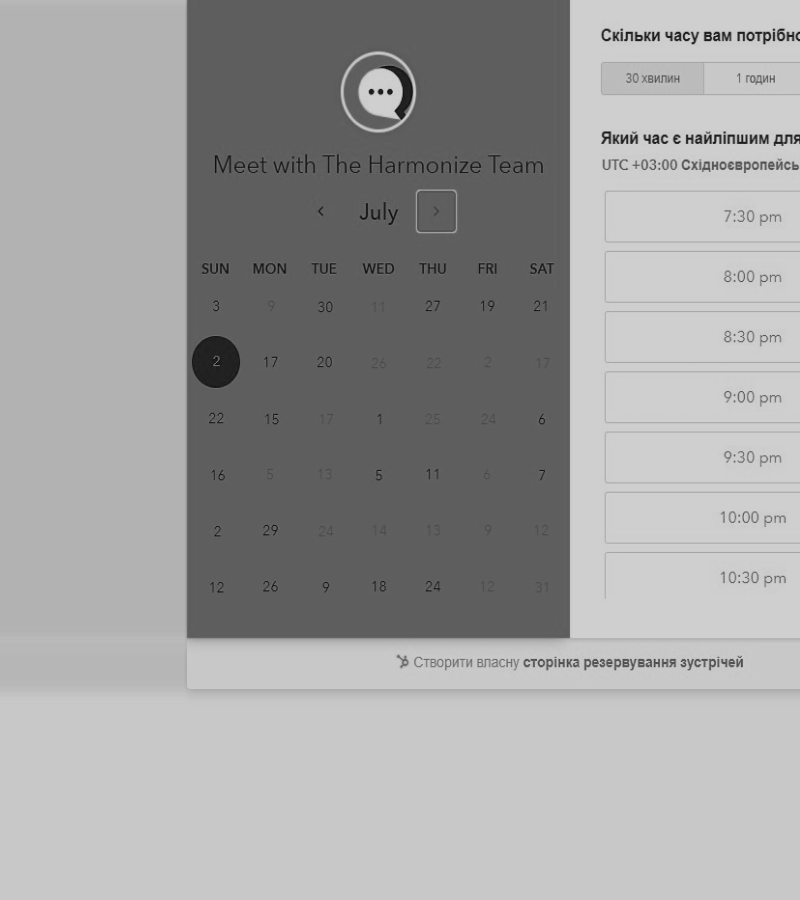 Meet with The Harmonize Team
July
SUN MON TUE WED THU FRI SAT
3 9 30 11 27 19 21
2 17 20 26 22 2 17
22 15 17 1 25 24 6
16 5 13 5 11 6 7
2 29 24 14 13 9 12
12 26 9 18 24 12 31
Скільки часу вам
30 хвилин 1 годин
Який час є найліпшим для
UTC +03:00
7:30 pm
8:00 pm
8:30 pm
9:00 pm
9:30 pm
10:00 pm
10:30 pm
Створити власну сторінка резервування зустрічей